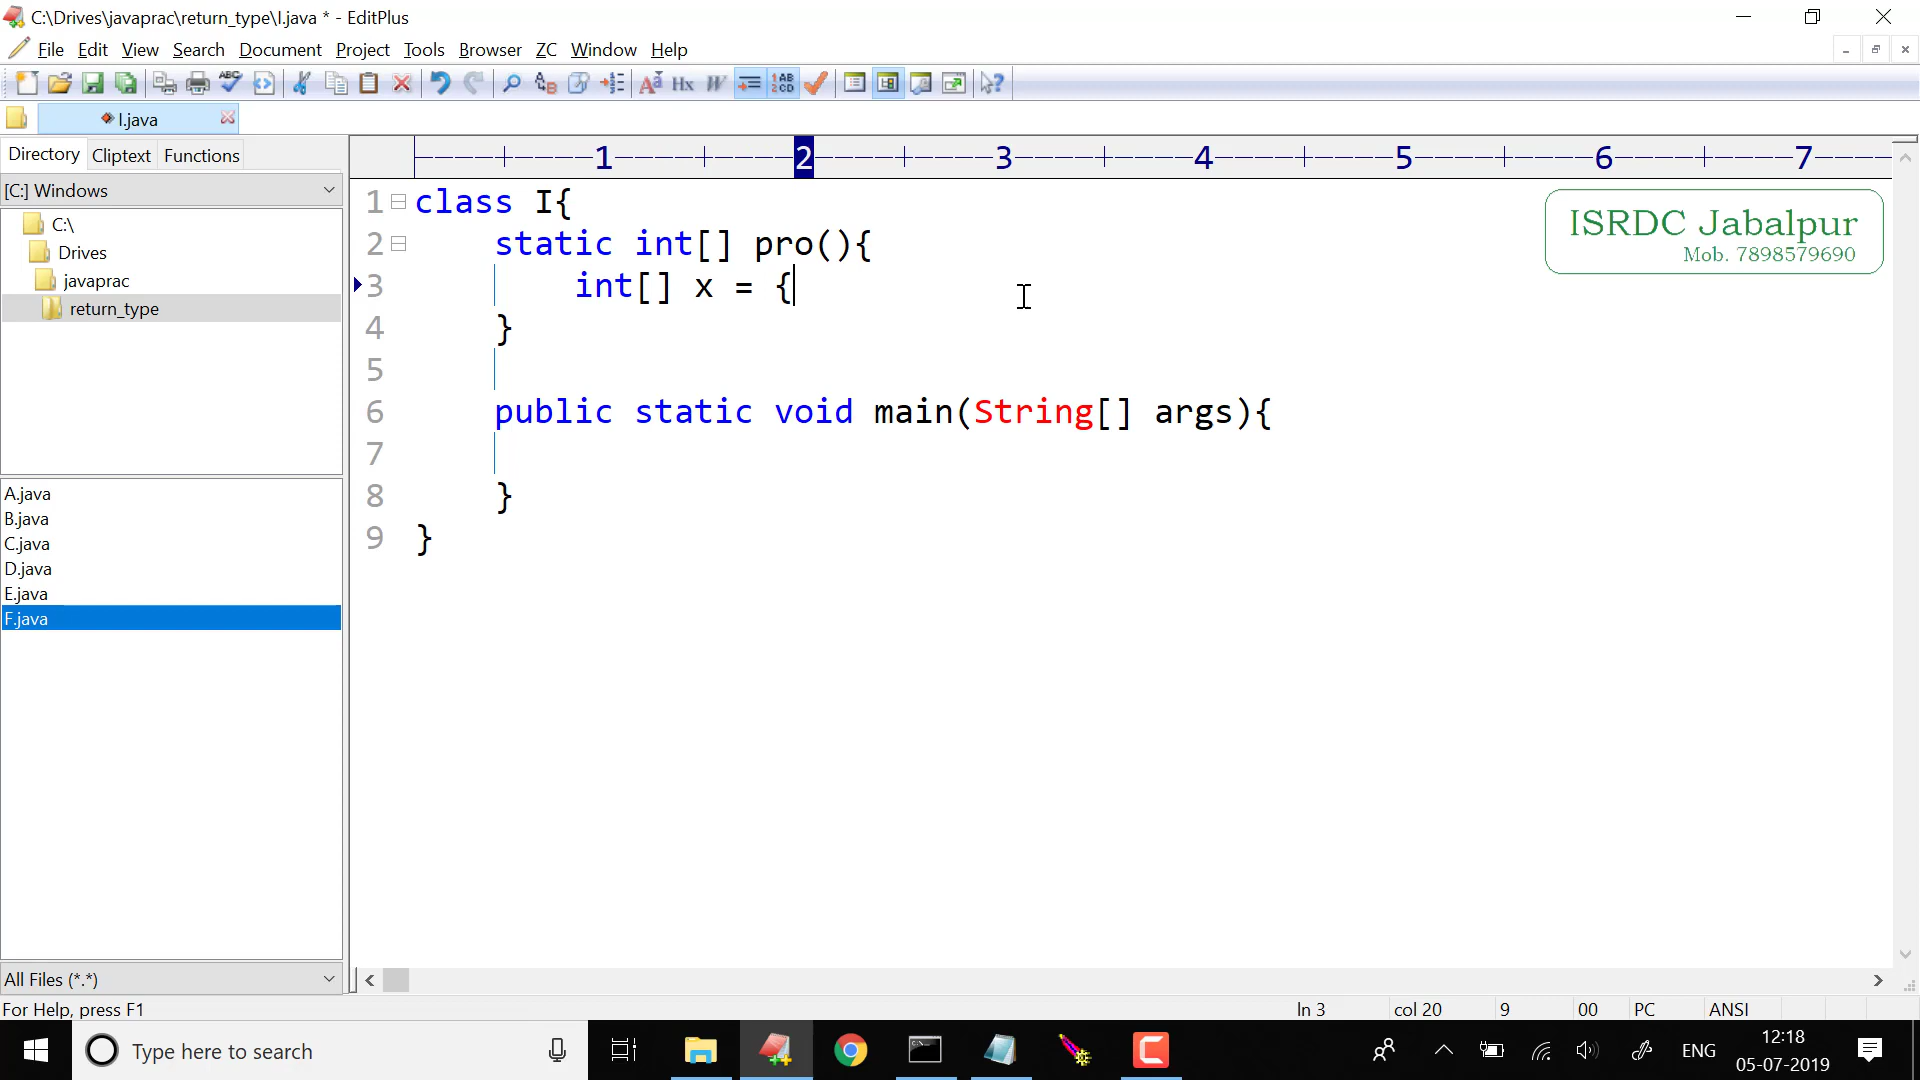 C:\Drives\javaprac\return_type\I.java * - EditPlus
File Edit View Search Document Project Tools Browser ZC Window Help
I.java
Directory Cliptext Functions
[C:] Windows
C:\
Drives
javaprac
return_type
A.java
B.java
C.java
D.java
E.java
F.java
All Files (*.*)
1 2 3 4 5 6 7
1 class I{
2 static int[] pro(){
3 int[] x = {
4 }
5
6 public static void main(String[] args){
7
8 }
9 }
ISRDC Jabalpur
Mob. 7898579690
For Help, press F1 ln 3 col 20 9 00 PC ANSI
Type here to search
ENG
12:18
05-07-2019